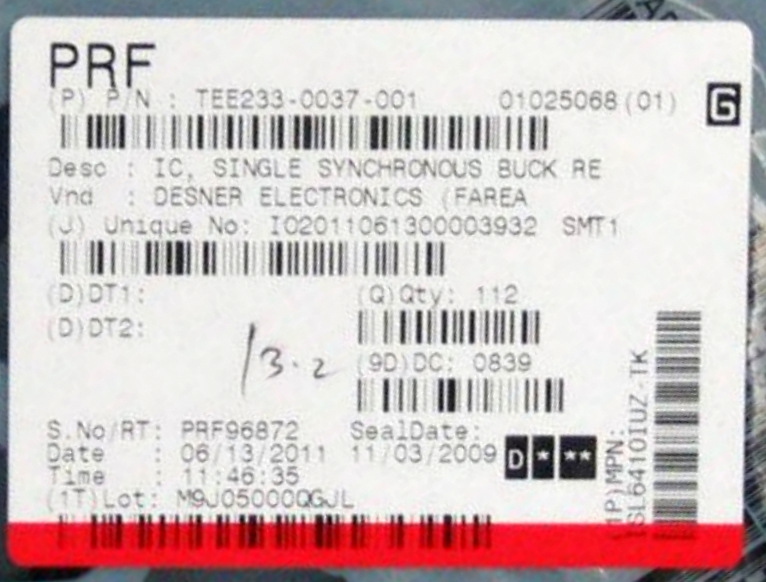 PRF
(P) P/N : TEE233-0037-001 01025068(01) G
Desc : IC, SINGLE SYNCHRONOUS BUCK RE
Vnd : DESNER ELECTRONICS (FAREA
(J) Unique No: IO2011061300003932 SMT1
(D)DT1: (Q)Qty: 112
(D)DT2:
13.2 (9D)DC: 0839
S.No/RT: PRF96872 SealDate:
Date : 06/13/2011 11/03/2009 D * **
Time : 11:46:35
(1T)Lot: M9J05000QGJL
(1P)MPN:
ISL6410IUZ-TK